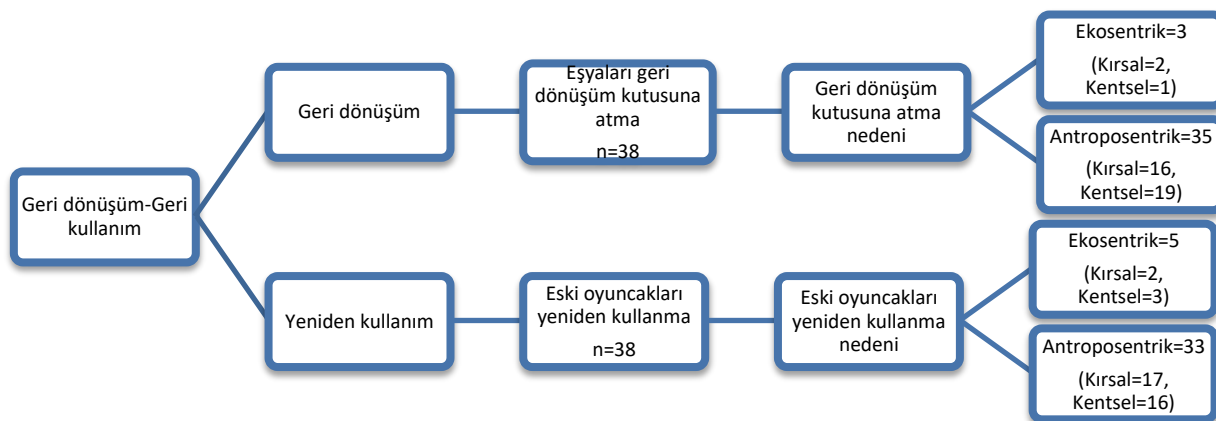 Geri dönüşüm-Geri
kullanım
Geri dönüşüm
Eşyaları geri
dönüşüm kutusuna
atma
n=38
Geri dönüşüm
kutusuna atma
nedeni
Ekosentrik=3
(Kırsal=2,
Kentsel=1)
Antroposentrik=35
(Kırsal=16,
Kentsel=19)
Yeniden kullanım
Eski oyuncakları
yeniden kullanma
n=38
Eski oyuncakları
yeniden kullanma
nedeni
Ekosentrik=5
(Kırsal=2,
Kentsel=3)
Antroposentrik=33
(Kırsal=17,
Kentsel=16)